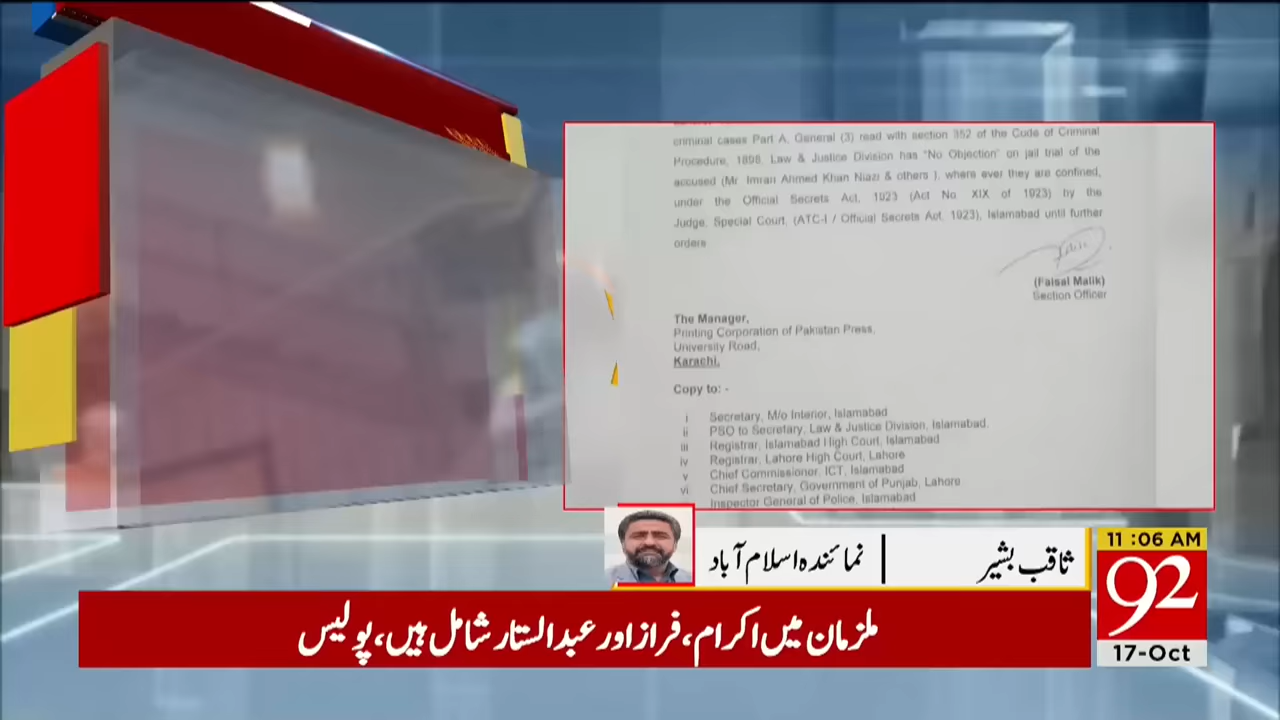 criminal cases Part A, General (3) read with section 352 of the Code of Criminal
Procedure, 1898, Law & Justice Division has "No Objection" on jail trial of the
accused (Mr. Imran Ahmed Khan Niazi & others ), where ever they are confined,
under the Official Secrets Act, 1923 (Act No XIX of 1923) by the
Judge, Special Court, (ATC-I / Official Secrets Act, 1923), Islamabad until further
orders
(Faisal Malik)
Section Officer
The Manager,
Printing Corporation of Pakistan Press,
University Road,
Karachi.
Copy to: -
i Secretary, M/o Interior, Islamabad
ii PSO to Secretary, Law & Justice Division, Islamabad.
iii Registrar, Islamabad High Court, Islamabad
iv Registrar, Lahore High Court, Lahore
v Chief Commissioner, ICT, Islamabad
vi Chief Secretary, Government of Punjab, Lahore
Inspector General of Police, Islamabad
ثاقب بشیر | نمائندہ اسلام آباد
11:06 AM
92
17-Oct
ملزمان میں اکرام، فراز اور عبدالستار شامل ہیں، پولیس